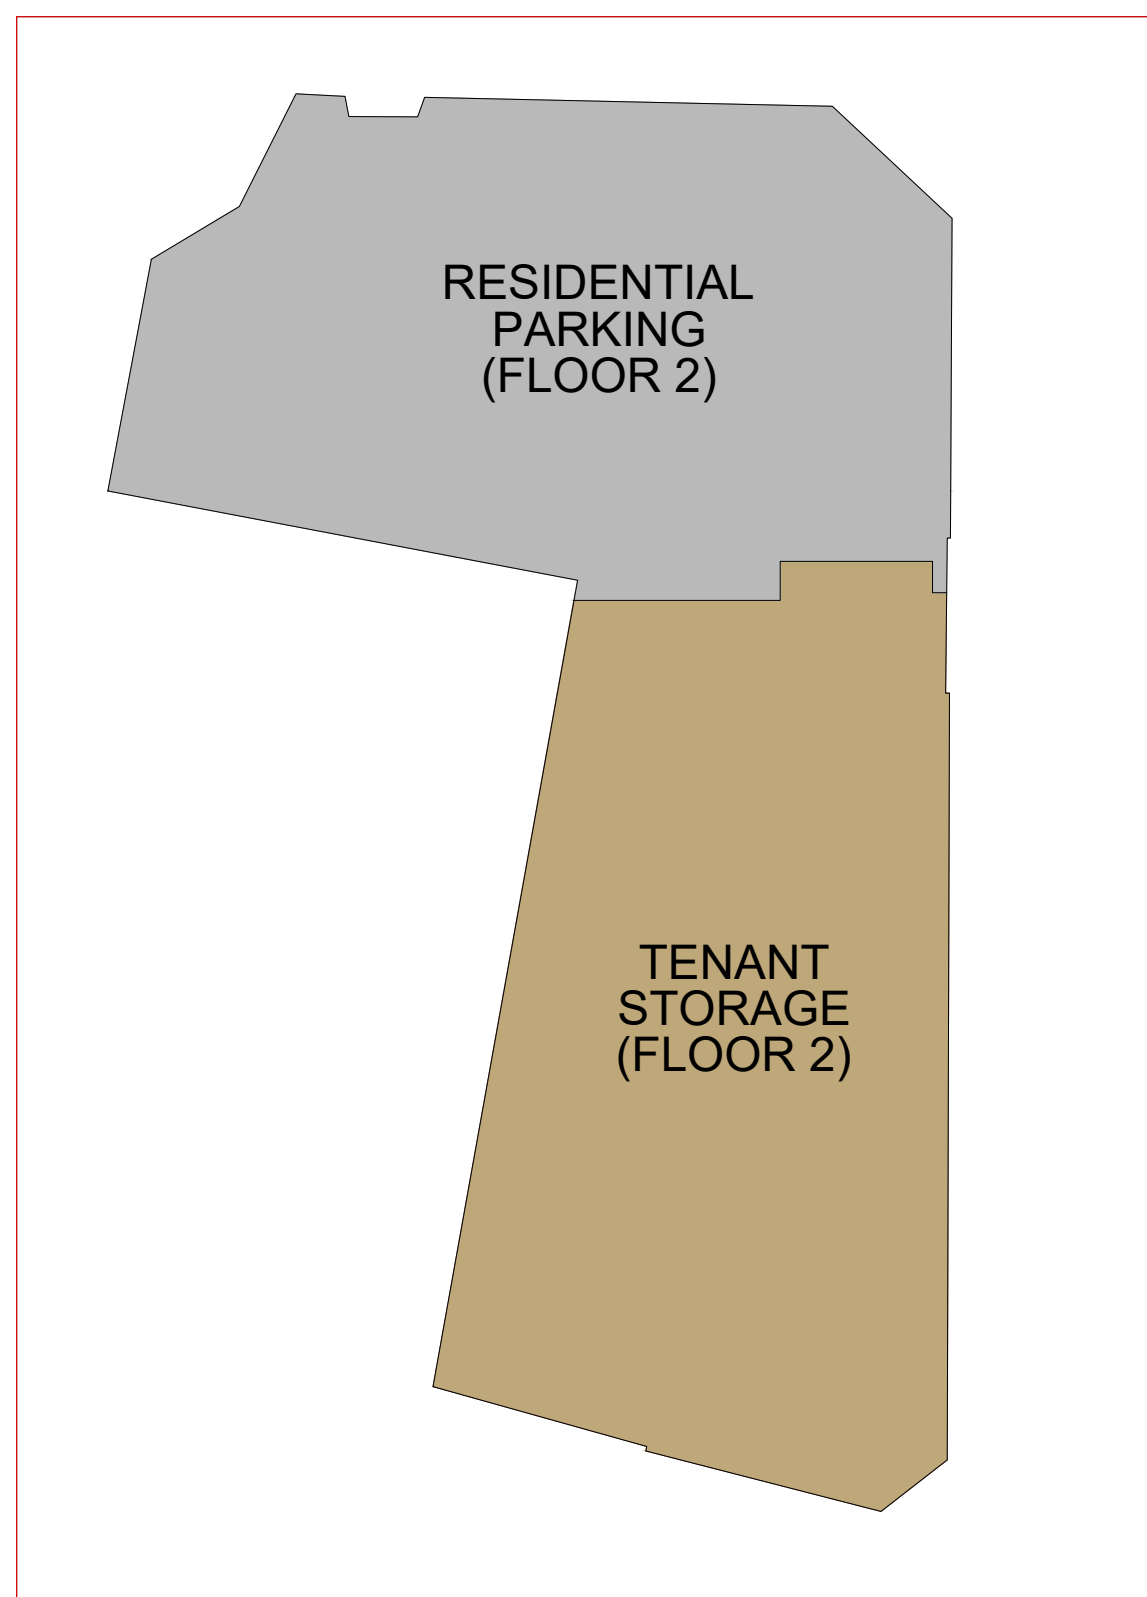 RESIDENTIAL
PARKING
(FLOOR 2)
TENANT
STORAGE
(FLOOR 2)